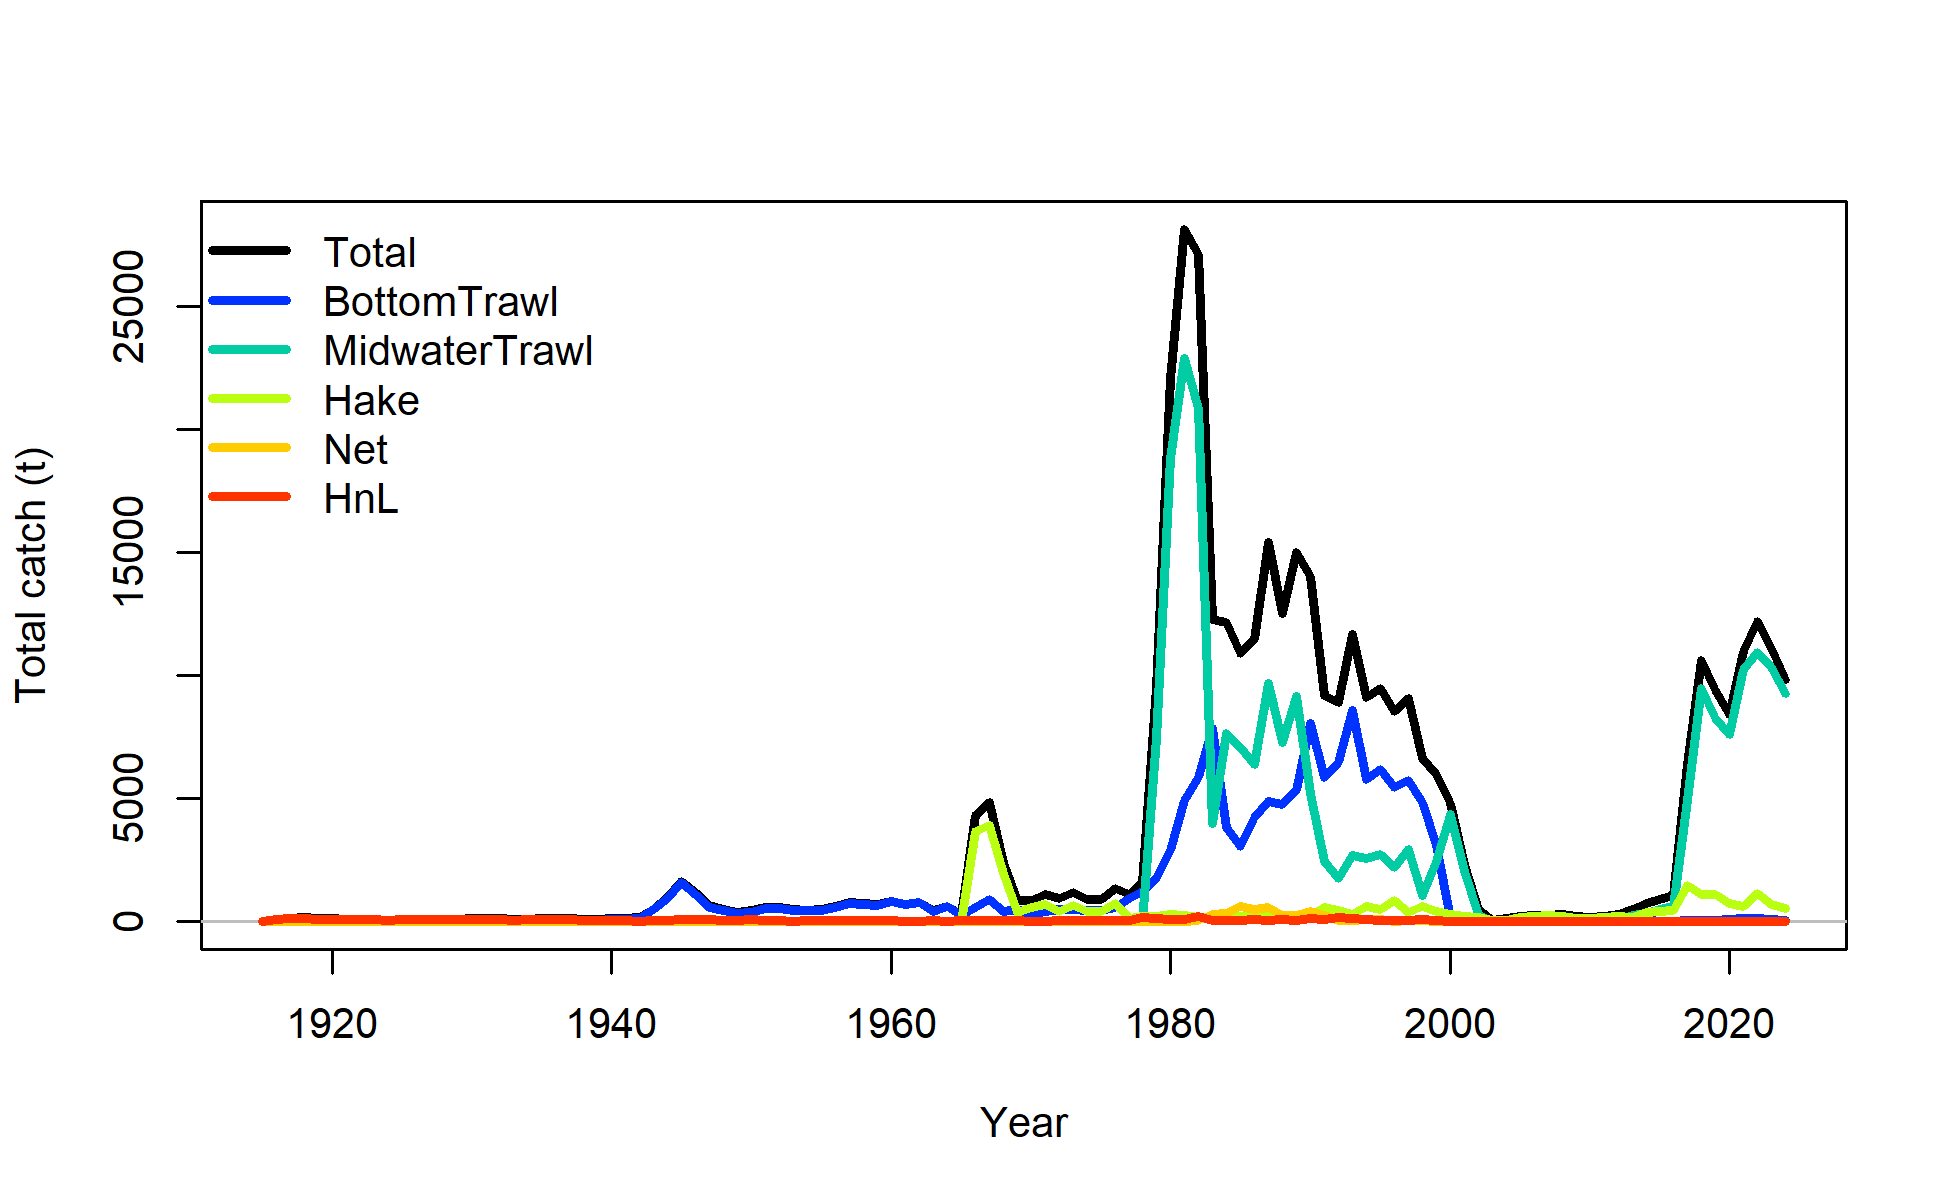 Total
BottomTrawl
MidwaterTrawl
Hake
Net
HnL
Total catch (t)
25000
15000
5000
0
1920 1940 1960 1980 2000 2020
Year